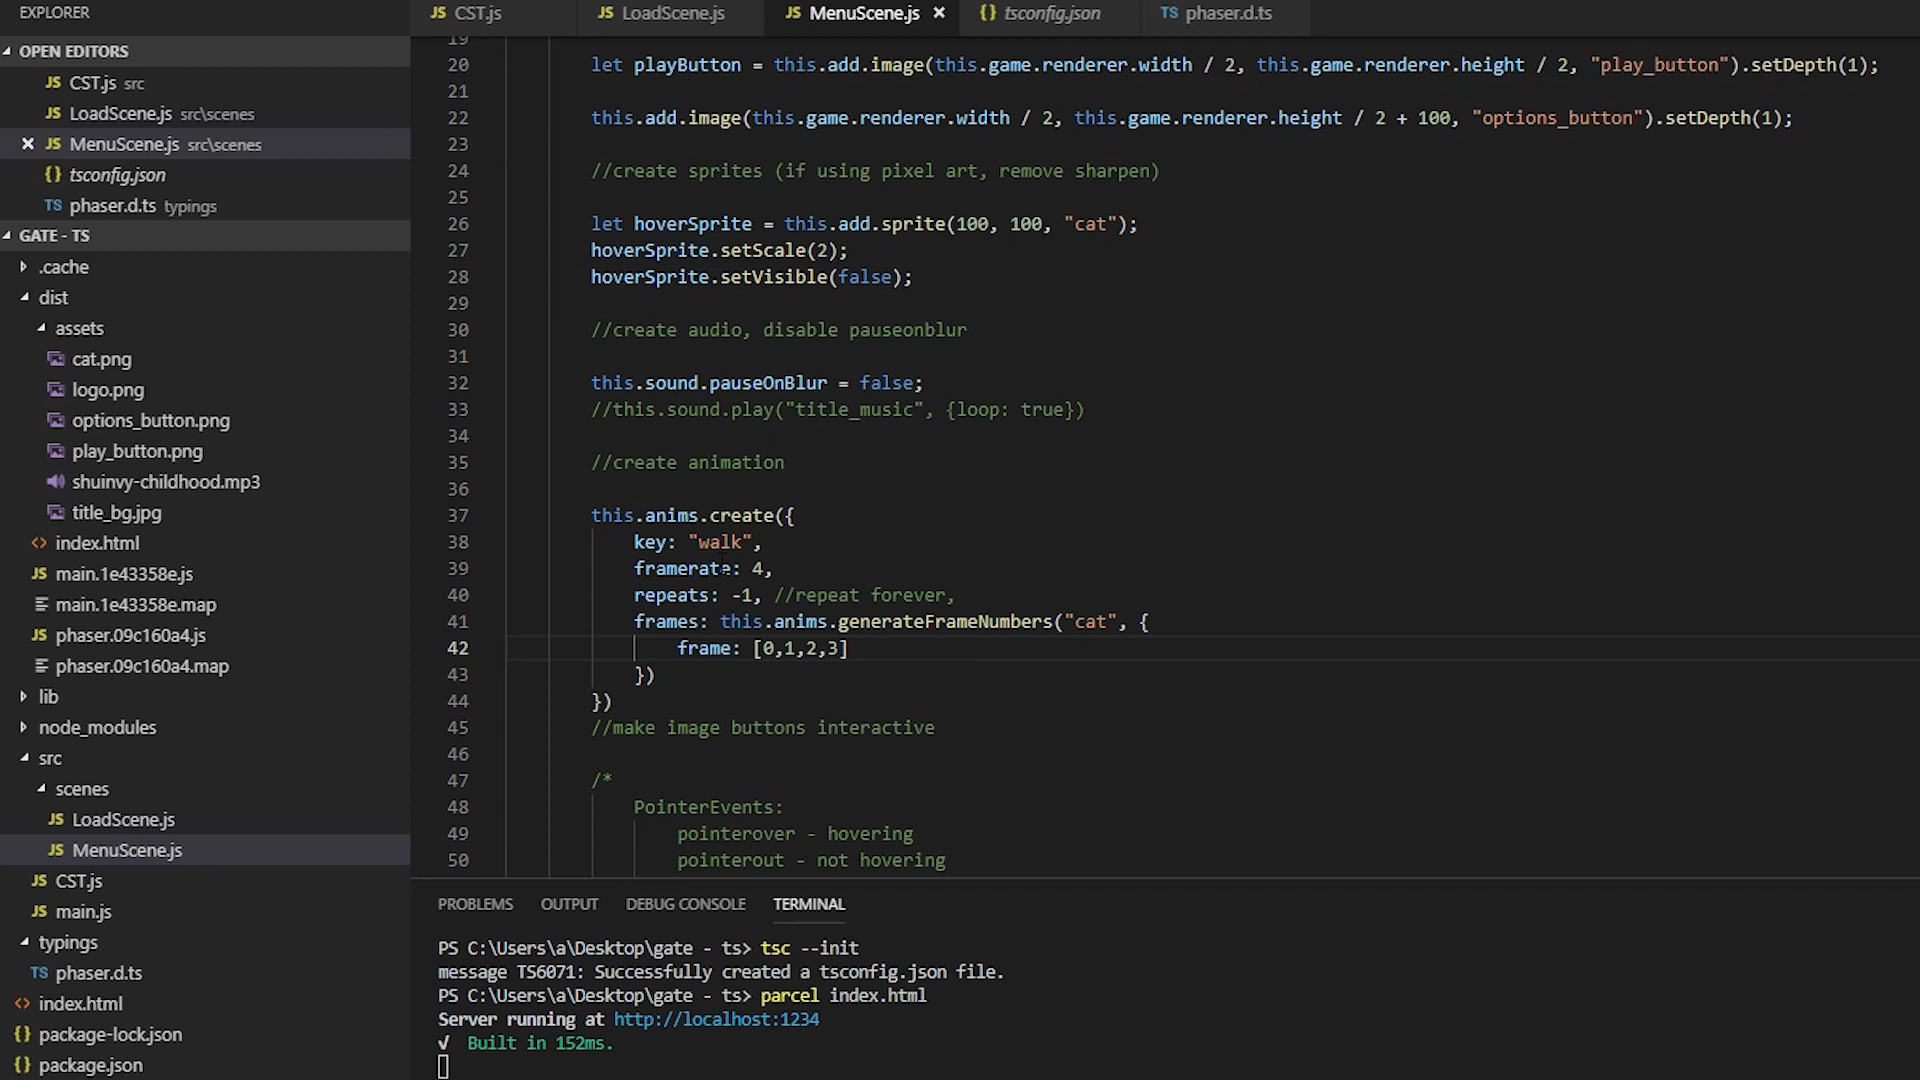 EXPLORER
OPEN EDITORS
JS CST.js src
JS LoadScene.js src\scenes
× JS MenuScene.js src\scenes
{} tsconfig.json
TS phaser.d.ts typings
GATE - TS
.cache
dist
assets
cat.png
logo.png
options_button.png
play_button.png
shuinvy-childhood.mp3
title_bg.jpg
<> index.html
JS main.1e43358e.js
main.1e43358e.map
JS phaser.09c160a4.js
phaser.09c160a4.map
lib
node_modules
src
scenes
JS LoadScene.js
JS MenuScene.js
JS CST.js
JS main.js
typings
TS phaser.d.ts
<> index.html
{} package-lock.json
{} package.json
JS CST.js JS LoadScene.js JS MenuScene.js × {} tsconfig.json TS phaser.d.ts
19
20 let playButton = this.add.image(this.game.renderer.width / 2, this.game.renderer.height / 2, "play_button").setDepth(1);
21
22 this.add.image(this.game.renderer.width / 2, this.game.renderer.height / 2 + 100, "options_button").setDepth(1);
23
24 //create sprites (if using pixel art, remove sharpen)
25
26 let hoverSprite = this.add.sprite(100, 100, "cat");
27 hoverSprite.setScale(2);
28 hoverSprite.setVisible(false);
29
30 //create audio, disable pauseonblur
31
32 this.sound.pauseOnBlur = false;
33 //this.sound.play("title_music", {loop: true})
34
35 //create animation
36
37 this.anims.create({
38 key: "walk",
39 framerate: 4,
40 repeats: -1, //repeat forever,
41 frames: this.anims.generateFrameNumbers("cat", {
42 frame: [0,1,2,3]
43 })
44 })
45 //make image buttons interactive
46
47 /*
48 PointerEvents:
49 pointerover - hovering
50 pointerout - not hovering
PROBLEMS OUTPUT DEBUG CONSOLE TERMINAL
PS C:\Users\a\Desktop\gate - ts> tsc --init
message TS6071: Successfully created a tsconfig.json file.
PS C:\Users\a\Desktop\gate - ts> parcel index.html
Server running at http://localhost:1234
√ Built in 152ms.